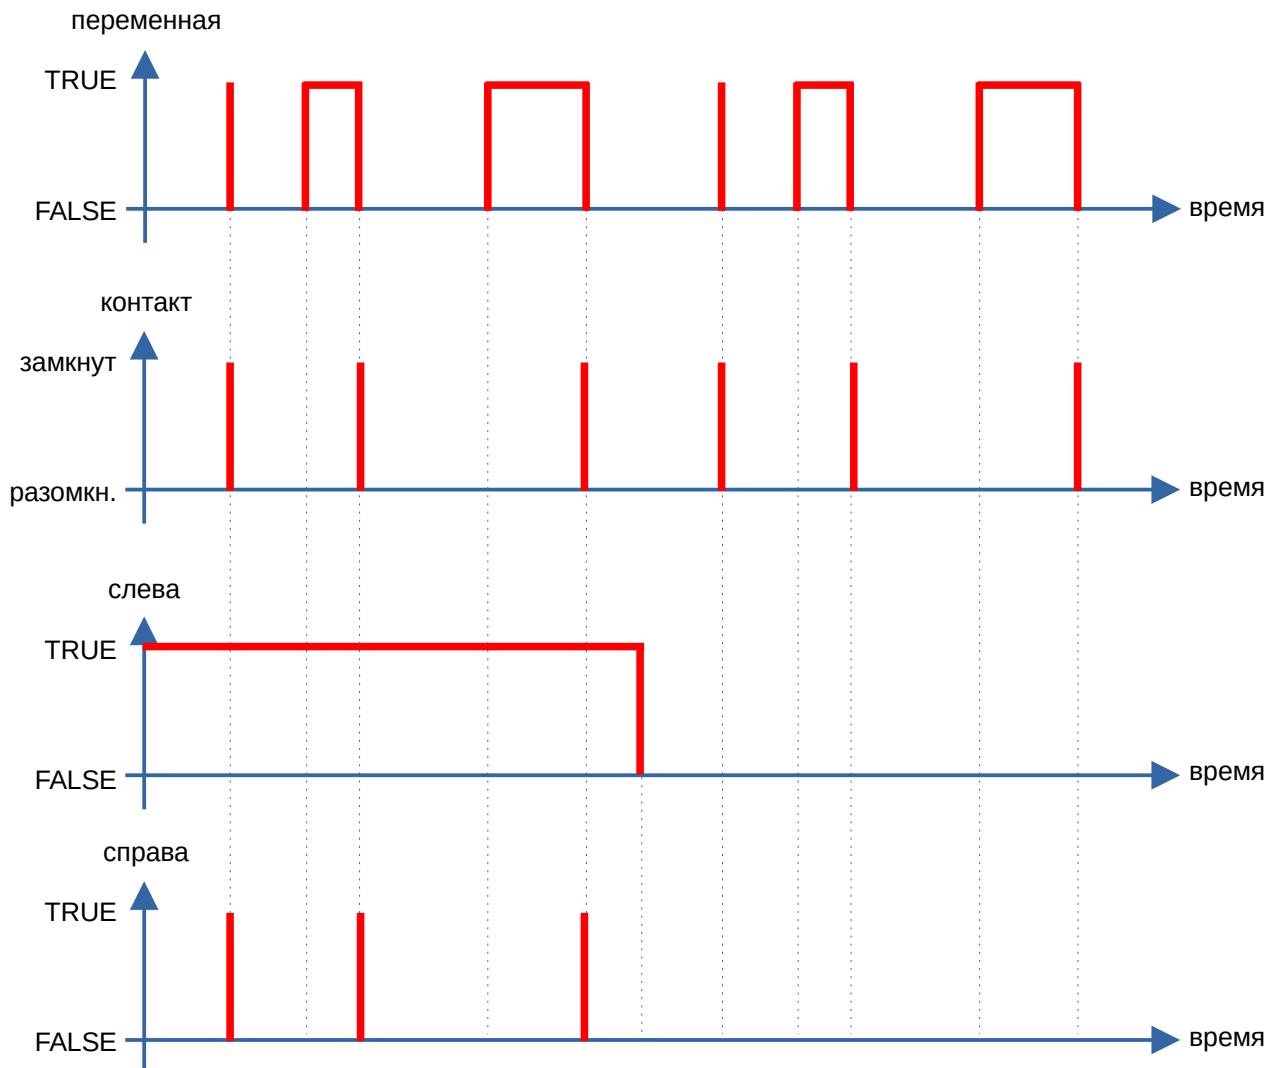 переменная
TRUE
FALSE
время
контакт
замкнут
разомкн.
время
слева
TRUE
FALSE
время
справа
TRUE
FALSE
время